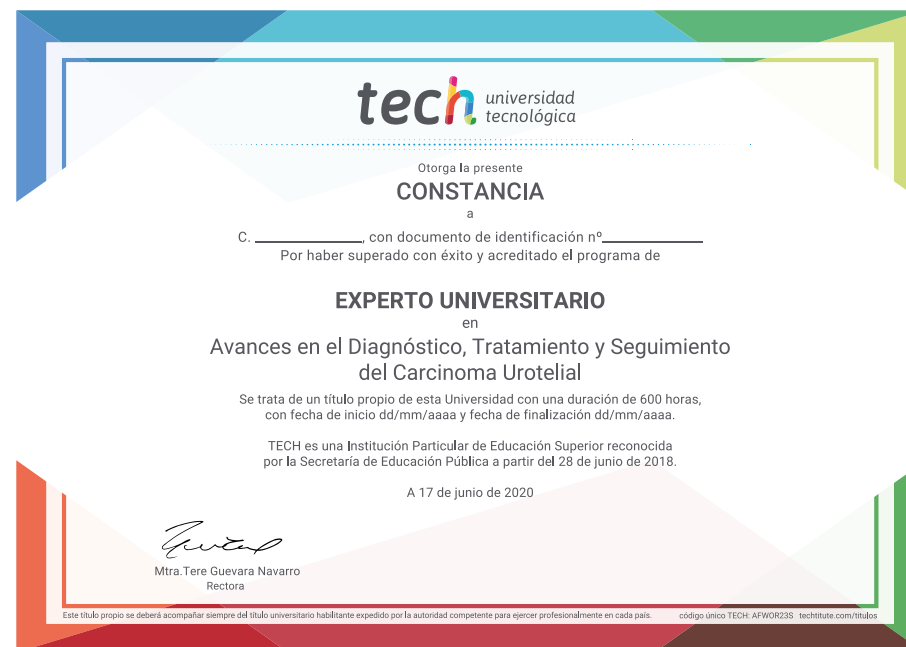 tech universidad
tecnológica
Otorga la presente
CONSTANCIA
a
C. ______________, con documento de identificación nº_____________
Por haber superado con éxito y acreditado el programa de
EXPERTO UNIVERSITARIO
en
Avances en el Diagnóstico, Tratamiento y Seguimiento
del Carcinoma Urotelial
Se trata de un título propio de esta Universidad con una duración de 600 horas,
con fecha de inicio dd/mm/aaaa y fecha de finalización dd/mm/aaaa.
TECH es una Institución Particular de Educación Superior reconocida
por la Secretaría de Educación Pública a partir del 28 de junio de 2018.
A 17 de junio de 2020
Mtra.Tere Guevara Navarro
Rectora
Este título propio se deberá acompañar siempre del título universitario habilitante expedido por la autoridad competente para ejercer profesionalmente en cada país. código único TECH: AFWOR23S techtitute.com/titulos